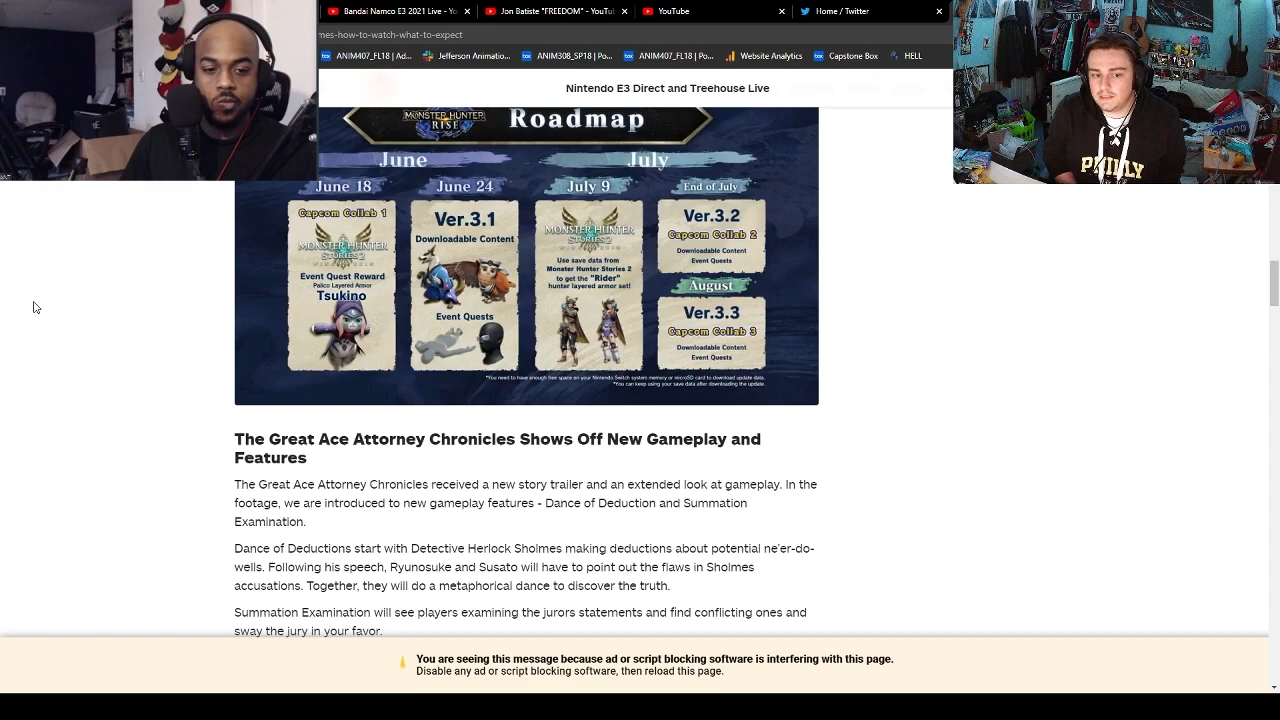 Bandai Namco E3 2021 Live - Yo
Jon Batiste "FREEDOM" - YouTu
YouTube
Home / Twitter
mes-how-to-watch-what-to-expect
ANIM407_FL18 | Ad...
Jefferson Animatio...
ANIM308_SP18 | Po...
ANIM407_FL18 | Po...
Website Analytics
Capstone Box
HELL
Nintendo E3 Direct and Treehouse Live
MONSTER HUNTER
RISE
Roadmap
June
July
June 18
June 24
July 9
End of July
Capcom Collab 1
MONSTER HUNTER
STORIES 2
Event Quest Reward
Palico Layered Armor
Tsukino
Ver.3.1
Downloadable Content
Event Quests
MONSTER HUNTER
STORIES 2
Use save data from
Monster Hunter Stories 2
to get the "Rider"
hunter layered armor set!
Ver.3.2
Capcom Collab 2
Downloadable Content
Event Quests
August
Ver.3.3
Capcom Collab 3
Downloadable Content
Event Quests
*You need to have enough free space on your Nintendo Switch system memory or microSD card to download update data.
*You can keep using your save data after downloading the update.
PHILLY
The Great Ace Attorney Chronicles Shows Off New Gameplay and
Features
The Great Ace Attorney Chronicles received a new story trailer and an extended look at gameplay. In the
footage, we are introduced to new gameplay features - Dance of Deduction and Summation
Examination.
Dance of Deductions start with Detective Herlock Sholmes making deductions about potential ne'er-do-
wells. Following his speech, Ryunosuke and Susato will have to point out the flaws in Sholmes
accusations. Together, they will do a metaphorical dance to discover the truth.
Summation Examination will see players examining the jurors statements and find conflicting ones and
sway the jury in your favor.
You are seeing this message because ad or script blocking software is interfering with this page.
Disable any ad or script blocking software, then reload this page.